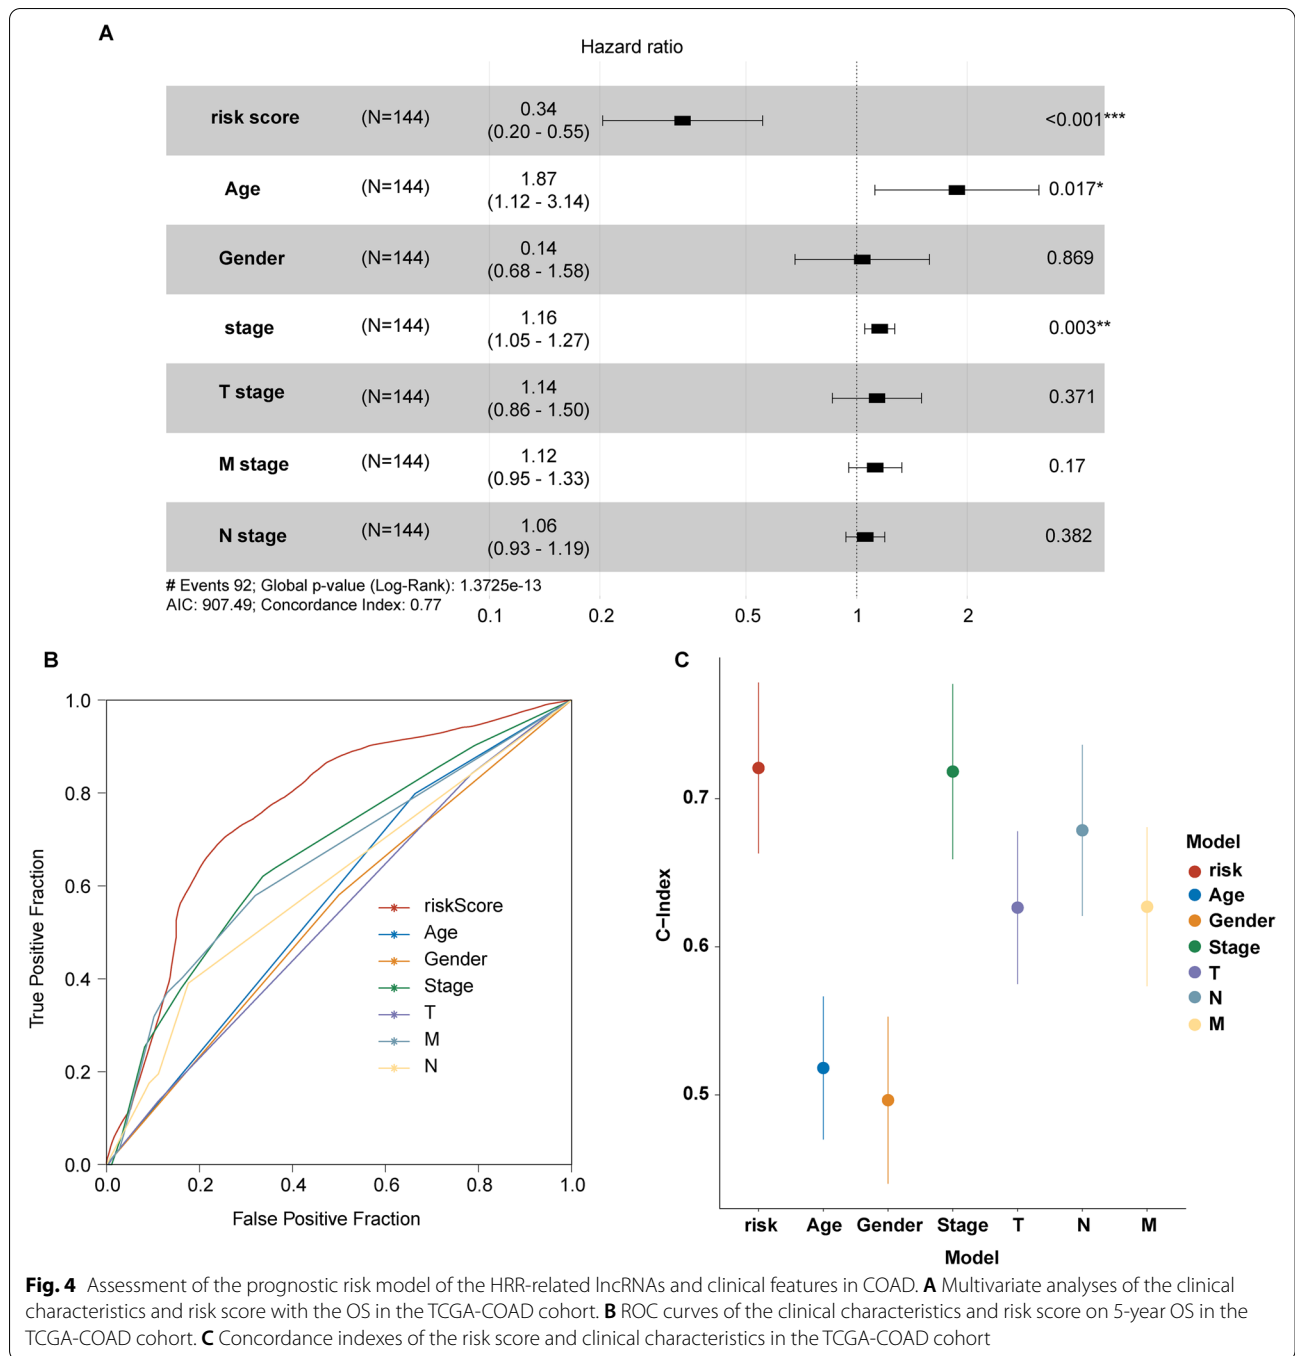 A
Hazard ratio
risk score (N=144) 0.34 (0.20 - 0.55) <0.001***
Age (N=144) 1.87 (1.12 - 3.14) 0.017*
Gender (N=144) 0.14 (0.68 - 1.58) 0.869
stage (N=144) 1.16 (1.05 - 1.27) 0.003**
T stage (N=144) 1.14 (0.86 - 1.50) 0.371
M stage (N=144) 1.12 (0.95 - 1.33) 0.17
N stage (N=144) 1.06 (0.93 - 1.19) 0.382
# Events 92; Global p-value (Log-Rank): 1.3725e-13
AIC: 907.49; Concordance Index: 0.77
0.1 0.2 0.5 1 2
B
True Positive Fraction
1.0
0.8
0.6
0.4
0.2
0.0
riskScore
Age
Gender
Stage
T
M
N
0.0 0.2 0.4 0.6 0.8 1.0
False Positive Fraction
C
C−Index
0.7
0.6
0.5
Model
risk
Age
Gender
Stage
T
N
M
risk Age Gender Stage T N M
Model
Fig. 4 Assessment of the prognostic risk model of the HRR-related lncRNAs and clinical features in COAD. A Multivariate analyses of the clinical
characteristics and risk score with the OS in the TCGA-COAD cohort. B ROC curves of the clinical characteristics and risk score on 5-year OS in the
TCGA-COAD cohort. C Concordance indexes of the risk score and clinical characteristics in the TCGA-COAD cohort